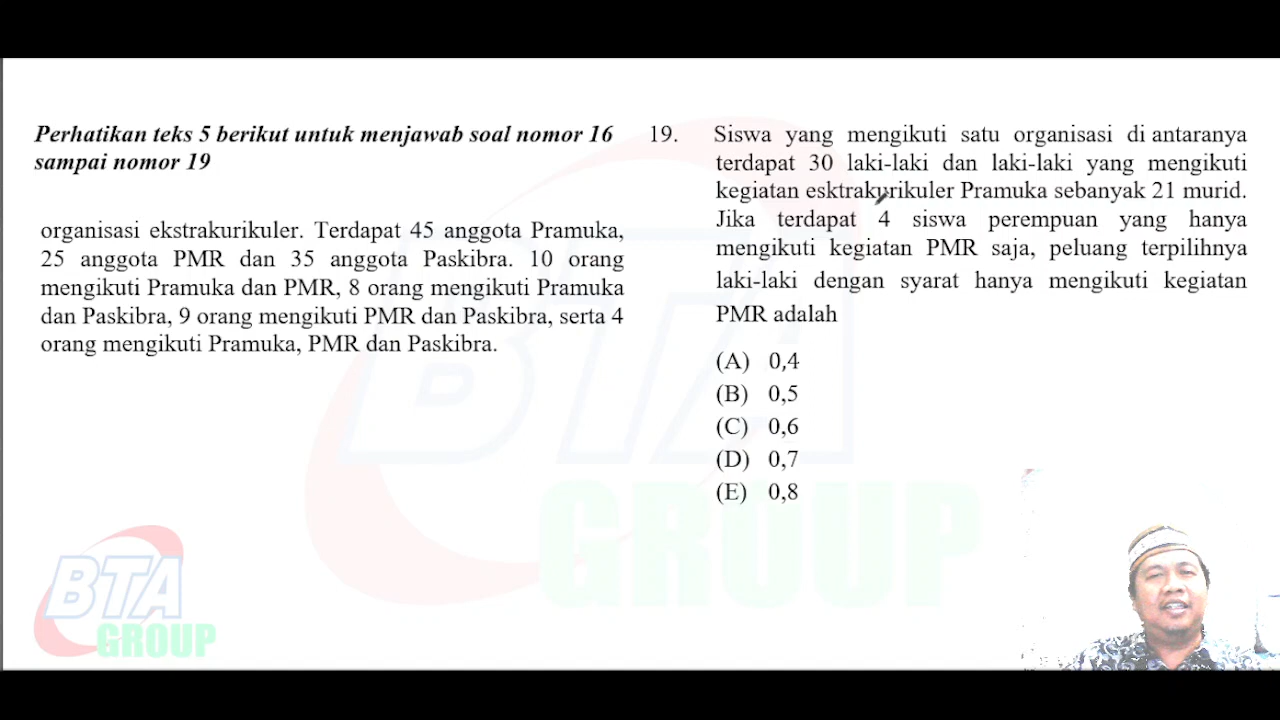 Perhatikan teks 5 berikut untuk menjawab soal nomor 16
sampai nomor 19
organisasi ekstrakurikuler. Terdapat 45 anggota Pramuka,
25 anggota PMR dan 35 anggota Paskibra. 10 orang
mengikuti Pramuka dan PMR, 8 orang mengikuti Pramuka
dan Paskibra, 9 orang mengikuti PMR dan Paskibra, serta 4
orang mengikuti Pramuka, PMR dan Paskibra.
19. Siswa yang mengikuti satu organisasi di antaranya
terdapat 30 laki-laki dan laki-laki yang mengikuti
kegiatan esktrakurikuler Pramuka sebanyak 21 murid.
Jika terdapat 4 siswa perempuan yang hanya
mengikuti kegiatan PMR saja, peluang terpilihnya
laki-laki dengan syarat hanya mengikuti kegiatan
PMR adalah
(A) 0,4
(B) 0,5
(C) 0,6
(D) 0,7
(E) 0,8
BTA
GROUP
BTA
GROUP